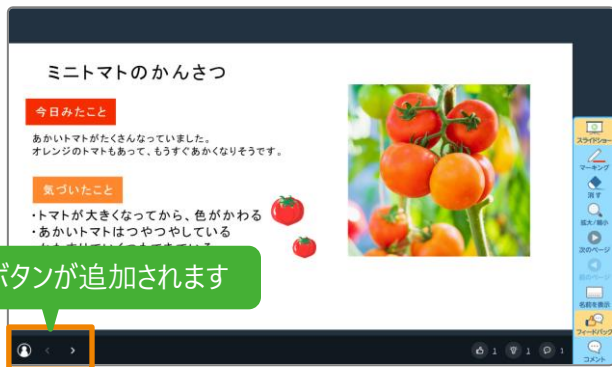 ミニトマトのかんさつ
今日みたこと
あかいトマトがたくさんなっていました。
オレンジのトマトもあって、もうすぐあかくなりそうです。
気づいたこと
・トマトが大きくなってから、色がかわる
・あかいトマトはつやつやしている
ボタンが追加されます
1 1 1
スライドショー
マーキング
消す
拡大/縮小
次のページ
前のページ
名前を表示
フィードバック
コメント